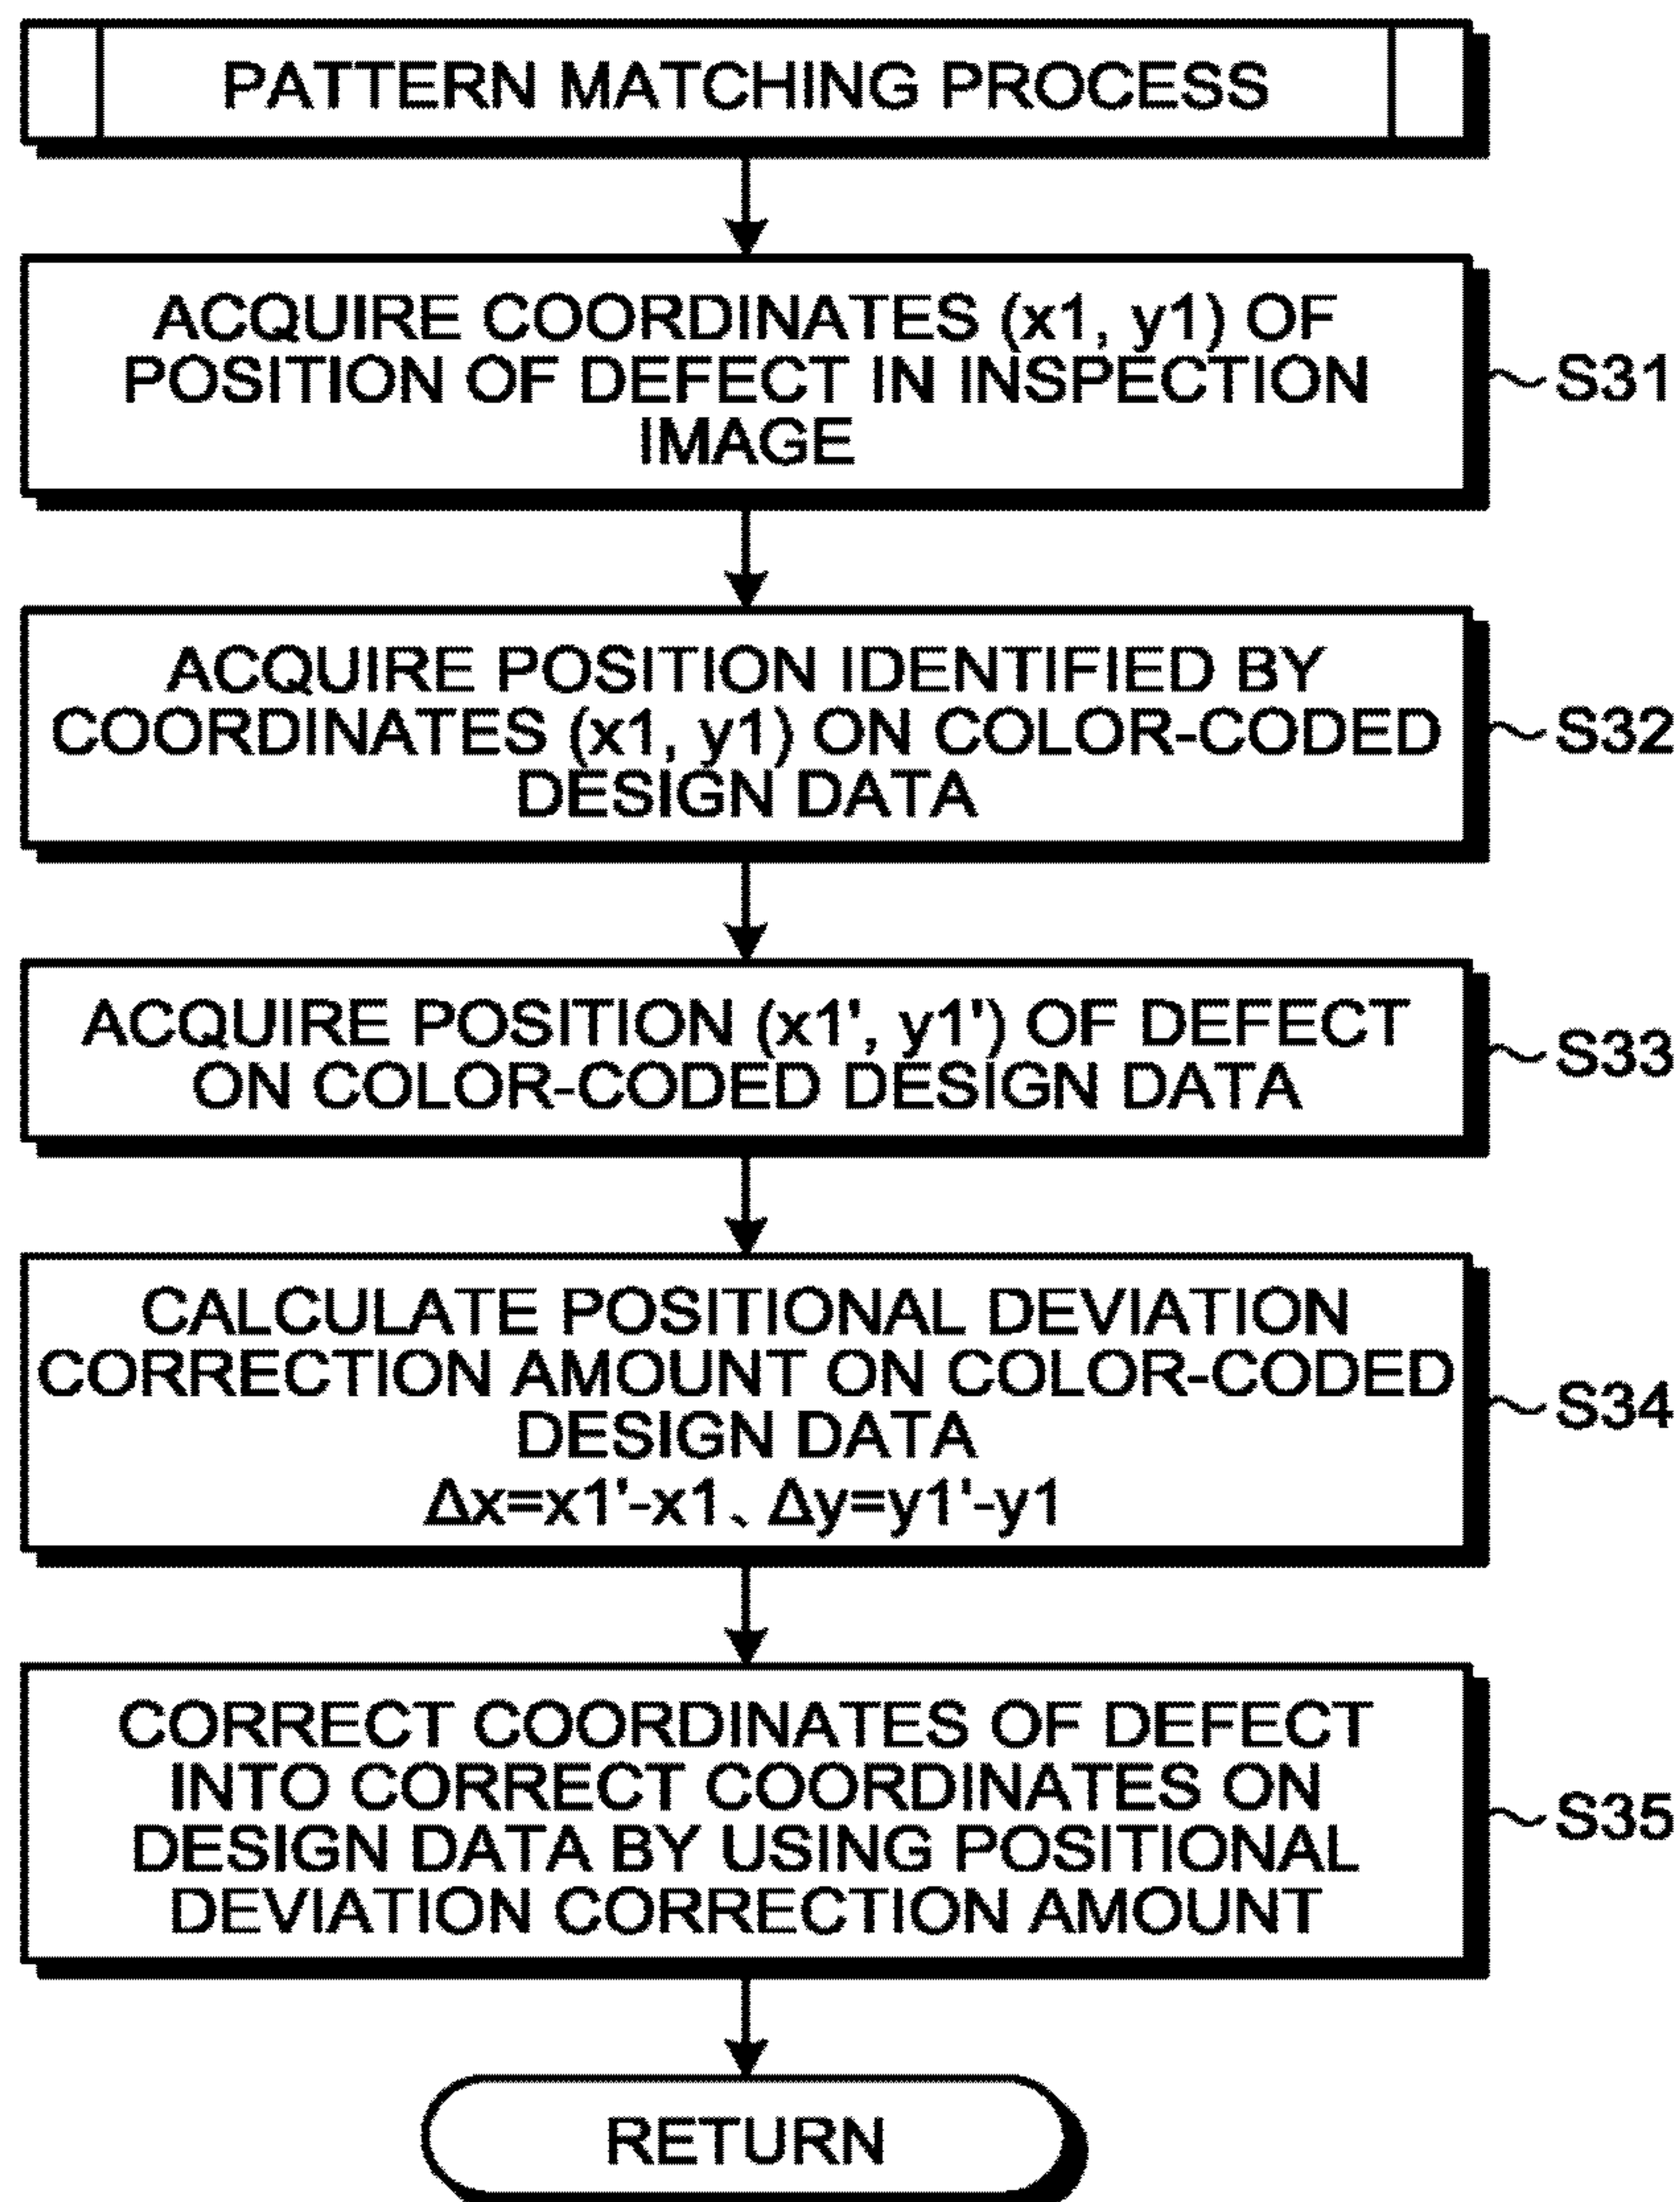 PATTERN MATCHING PROCESS
ACQUIRE COORDINATES (x1, y1) OF
POSITION OF DEFECT IN INSPECTION
IMAGE
S31
ACQUIRE POSITION IDENTIFIED BY
COORDINATES (x1, y1) ON COLOR-CODED
DESIGN DATA
S32
ACQUIRE POSITION (x1', y1') OF DEFECT
ON COLOR-CODED DESIGN DATA
S33
CALCULATE POSITIONAL DEVIATION
CORRECTION AMOUNT ON COLOR-CODED
DESIGN DATA
Δx=x1'-x1、Δy=y1'-y1
S34
CORRECT COORDINATES OF DEFECT
INTO CORRECT COORDINATES ON
DESIGN DATA BY USING POSITIONAL
DEVIATION CORRECTION AMOUNT
S35
RETURN